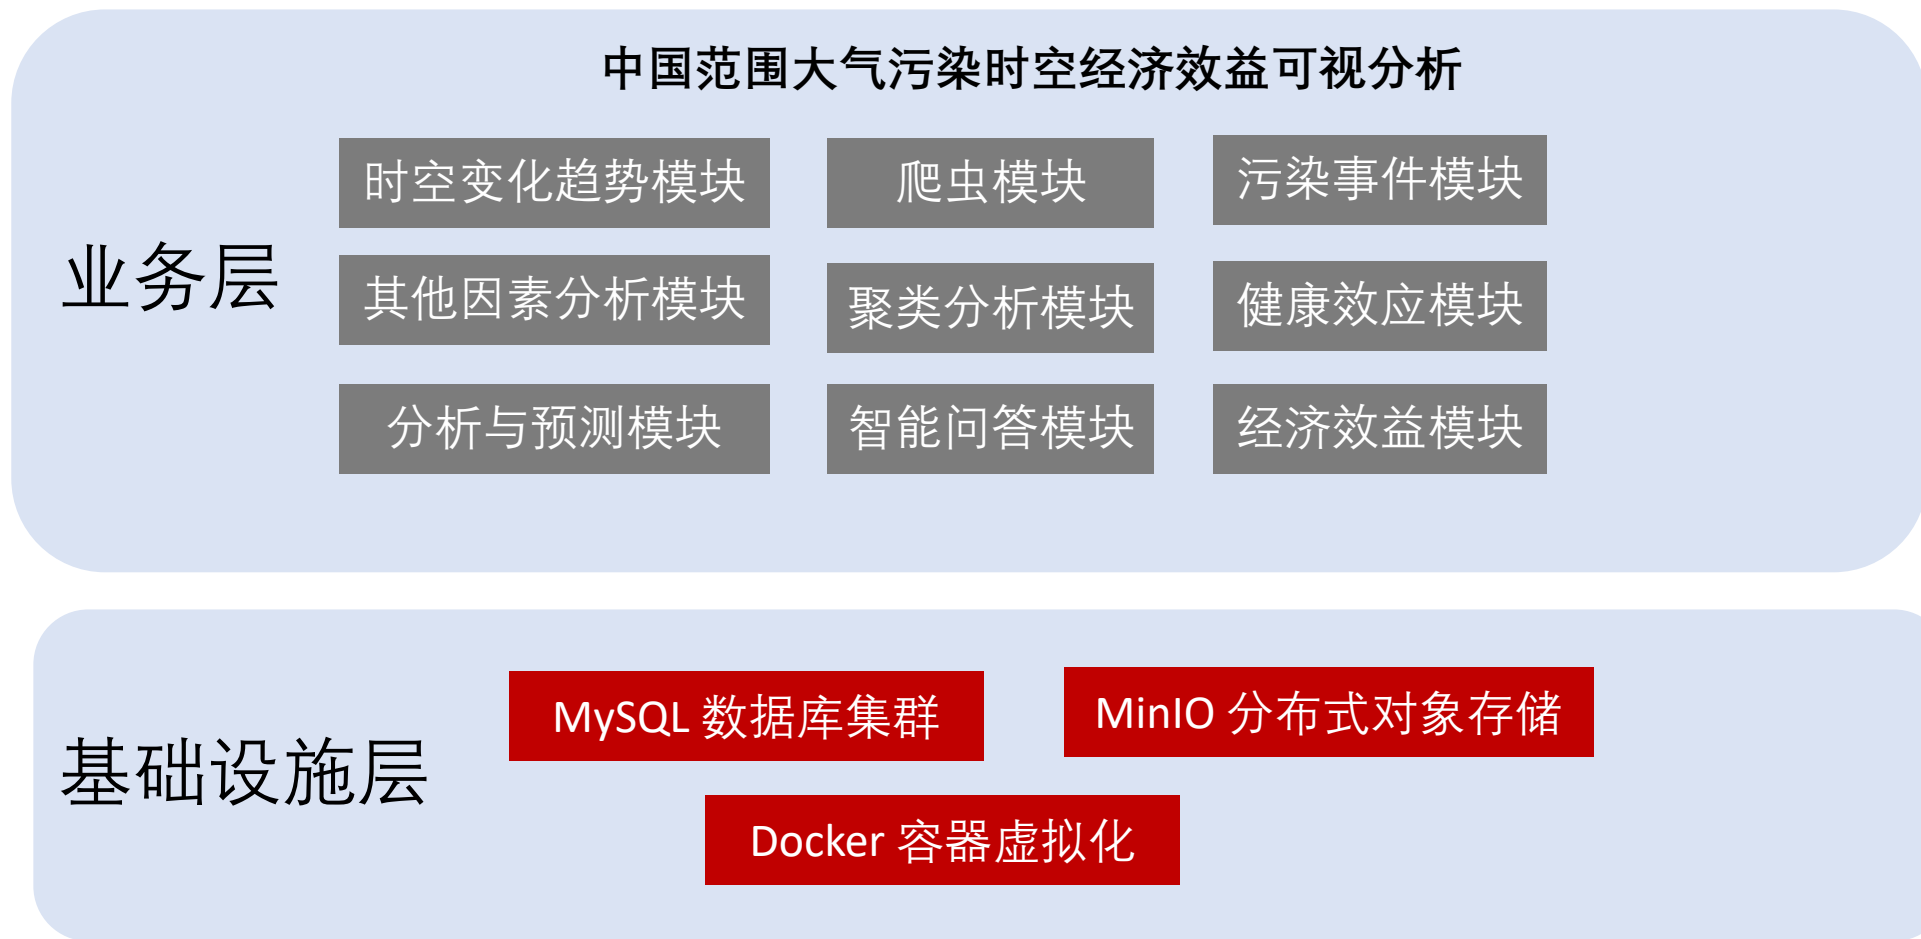 中国范围大气污染时空经济效益可视分析
业务层
时空变化趋势模块
爬虫模块
污染事件模块
其他因素分析模块
聚类分析模块
健康效应模块
分析与预测模块
智能问答模块
经济效益模块
基础设施层
MySQL 数据库集群
MinIO 分布式对象存储
Docker 容器虚拟化